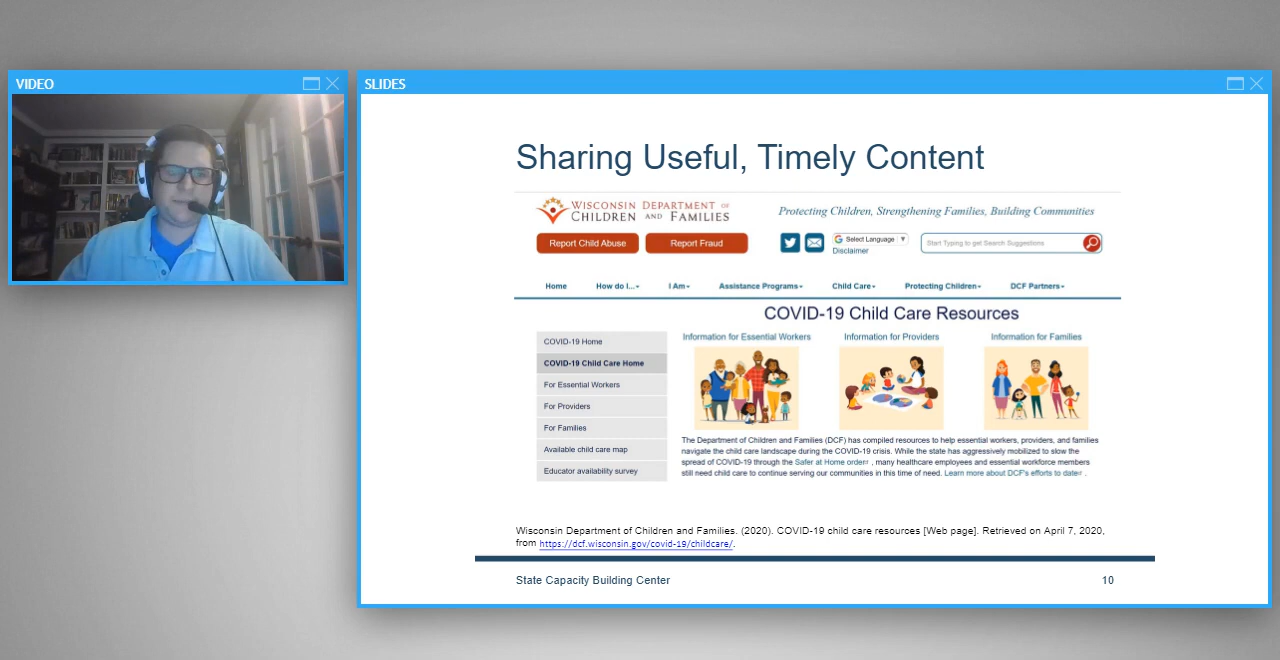 VIDEO
SLIDES
Sharing Useful, Timely Content
WISCONSIN DEPARTMENT OF
CHILDREN AND FAMILIES
Protecting Children, Strengthening Families, Building Communities
Report Child Abuse
Report Fraud
Select Language
Disclaimer
Start Typing to get Search Suggestions
Home
How do I...
I Am
Assistance Programs
Child Care
Protecting Children
DCF Partners
COVID-19 Child Care Resources
COVID-19 Home
COVID-19 Child Care Home
For Essential Workers
For Providers
For Families
Available child care map
Educator availability survey
Information for Essential Workers
Information for Providers
Information for Families
The Department of Children and Families (DCF) has compiled resources to help essential workers, providers, and families
navigate the child care landscape during the COVID-19 crisis. While the state has aggressively mobilized to slow the
spread of COVID-19 through the Safer at Home order , many healthcare employees and essential workforce members
still need child care to continue serving our communities in this time of need. Learn more about DCF's efforts to date .
Wisconsin Department of Children and Families. (2020). COVID-19 child care resources [Web page]. Retrieved on April 7, 2020,
from https://dcf.wisconsin.gov/covid-19/childcare/.
State Capacity Building Center
10